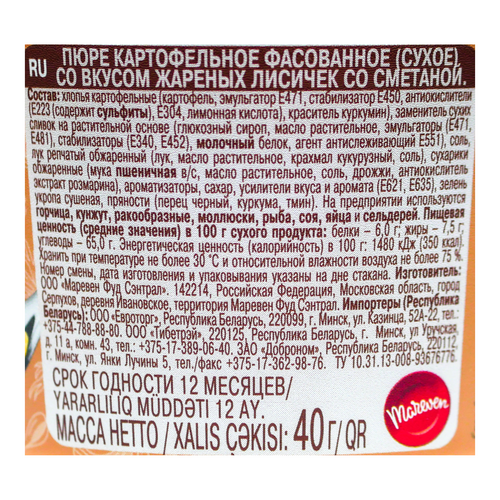 RU
ПЮРЕ КАРТОФЕЛЬНОЕ ФАСОВАННОЕ (СУХОЕ)
СО ВКУСОМ ЖАРЕНЫХ ЛИСИЧЕК СО СМЕТАНОЙ.
Состав: хлопья картофельные (картофель, эмульгатор Е471, стабилизатор Е450, антиокислители
(Е223 (содержит сульфиты), Е304, лимонная кислота), краситель куркумин), заменитель сухих
сливок на растительной основе (глюкозный сироп, масло растительное, эмульгаторы (Е471,
Е481), стабилизаторы (Е340, Е452), молочный белок, агент антислеживающий Е551), соль,
лук репчатый обжаренный (лук, масло растительное, крахмал кукурузный, соль), сухарики
обжаренные (мука пшеничная в/с, масло растительное, соль, дрожжи, антиокислитель
экстракт розмарина), ароматизаторы, сахар, усилители вкуса и аромата (Е621, Е635), зелень
укропа сушеная, пряности (перец черный, куркума, тмин). На предприятии используются
горчица, кунжут, ракообразные, моллюски, рыба, соя, яйца и сельдерей. Пищевая
ценность (средние значения) в 100 г сухого продукта: белки – 6,0 г; жиры – 7,5 г;
углеводы – 65,0 г. Энергетическая ценность (калорийность) в 100 г: 1480 кДж (350 ккал).
Хранить при температуре не более 30 °С и относительной влажности воздуха не более 75 %.
Номер смены, дата изготовления и упаковывания указаны на дне стакана. Изготовитель:
ООО «Маревен Фуд Сэнтрал». 142214, Российская Федерация, Московская область, г.
Серпухов, деревня Ивановское, территория Маревен Фуд Сэнтрал. Импортеры (Республика
Беларусь): ООО «Евроторг», Республика Беларусь, 220099, г. Минск, ул. Казинца, 52А-22, тел.:
+375-44-788-88-80. ООО «Тибетрэй», 220125, Республика Беларусь, г. Минск, ул. Уручская,
д. 11 а, ком. 43, тел.: +375-17-389-06-40. ЗАО «Доброном», Республика Беларусь, 220112,
г. Минск, ул. Янки Лучины 5, тел./факс +375-17-362-98-76. ТУ 10.31.13-008-93676776.
СРОК ГОДНОСТИ 12 МЕСЯЦЕВ/
YARARLILIQ MÜDDƏTİ 12 AY.
МАССА НЕТТО / XALIS ÇƏKISI: 40 Г/QR
Mareven